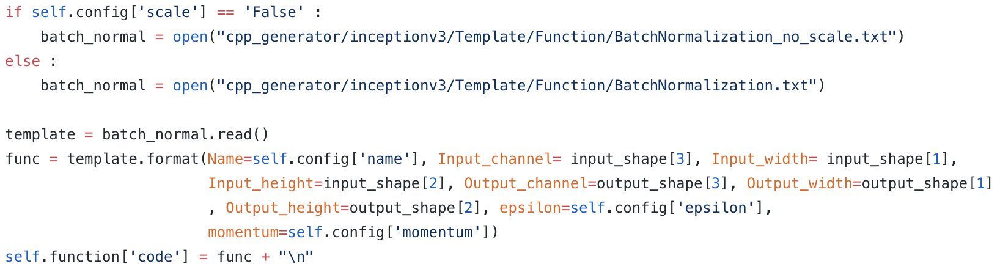 if self.config['scale'] == 'False' :
    batch_normal = open("cpp_generator/inceptionv3/Template/Function/BatchNormalization_no_scale.txt")
else :
    batch_normal = open("cpp_generator/inceptionv3/Template/Function/BatchNormalization.txt")

template = batch_normal.read()
func = template.format(Name=self.config['name'], Input_channel= input_shape[3], Input_width= input_shape[1],
                       Input_height=input_shape[2], Output_channel=output_shape[3], Output_width=output_shape[1]
                       , Output_height=output_shape[2], epsilon=self.config['epsilon'],
                       momentum=self.config['momentum'])
self.function['code'] = func + "\n"